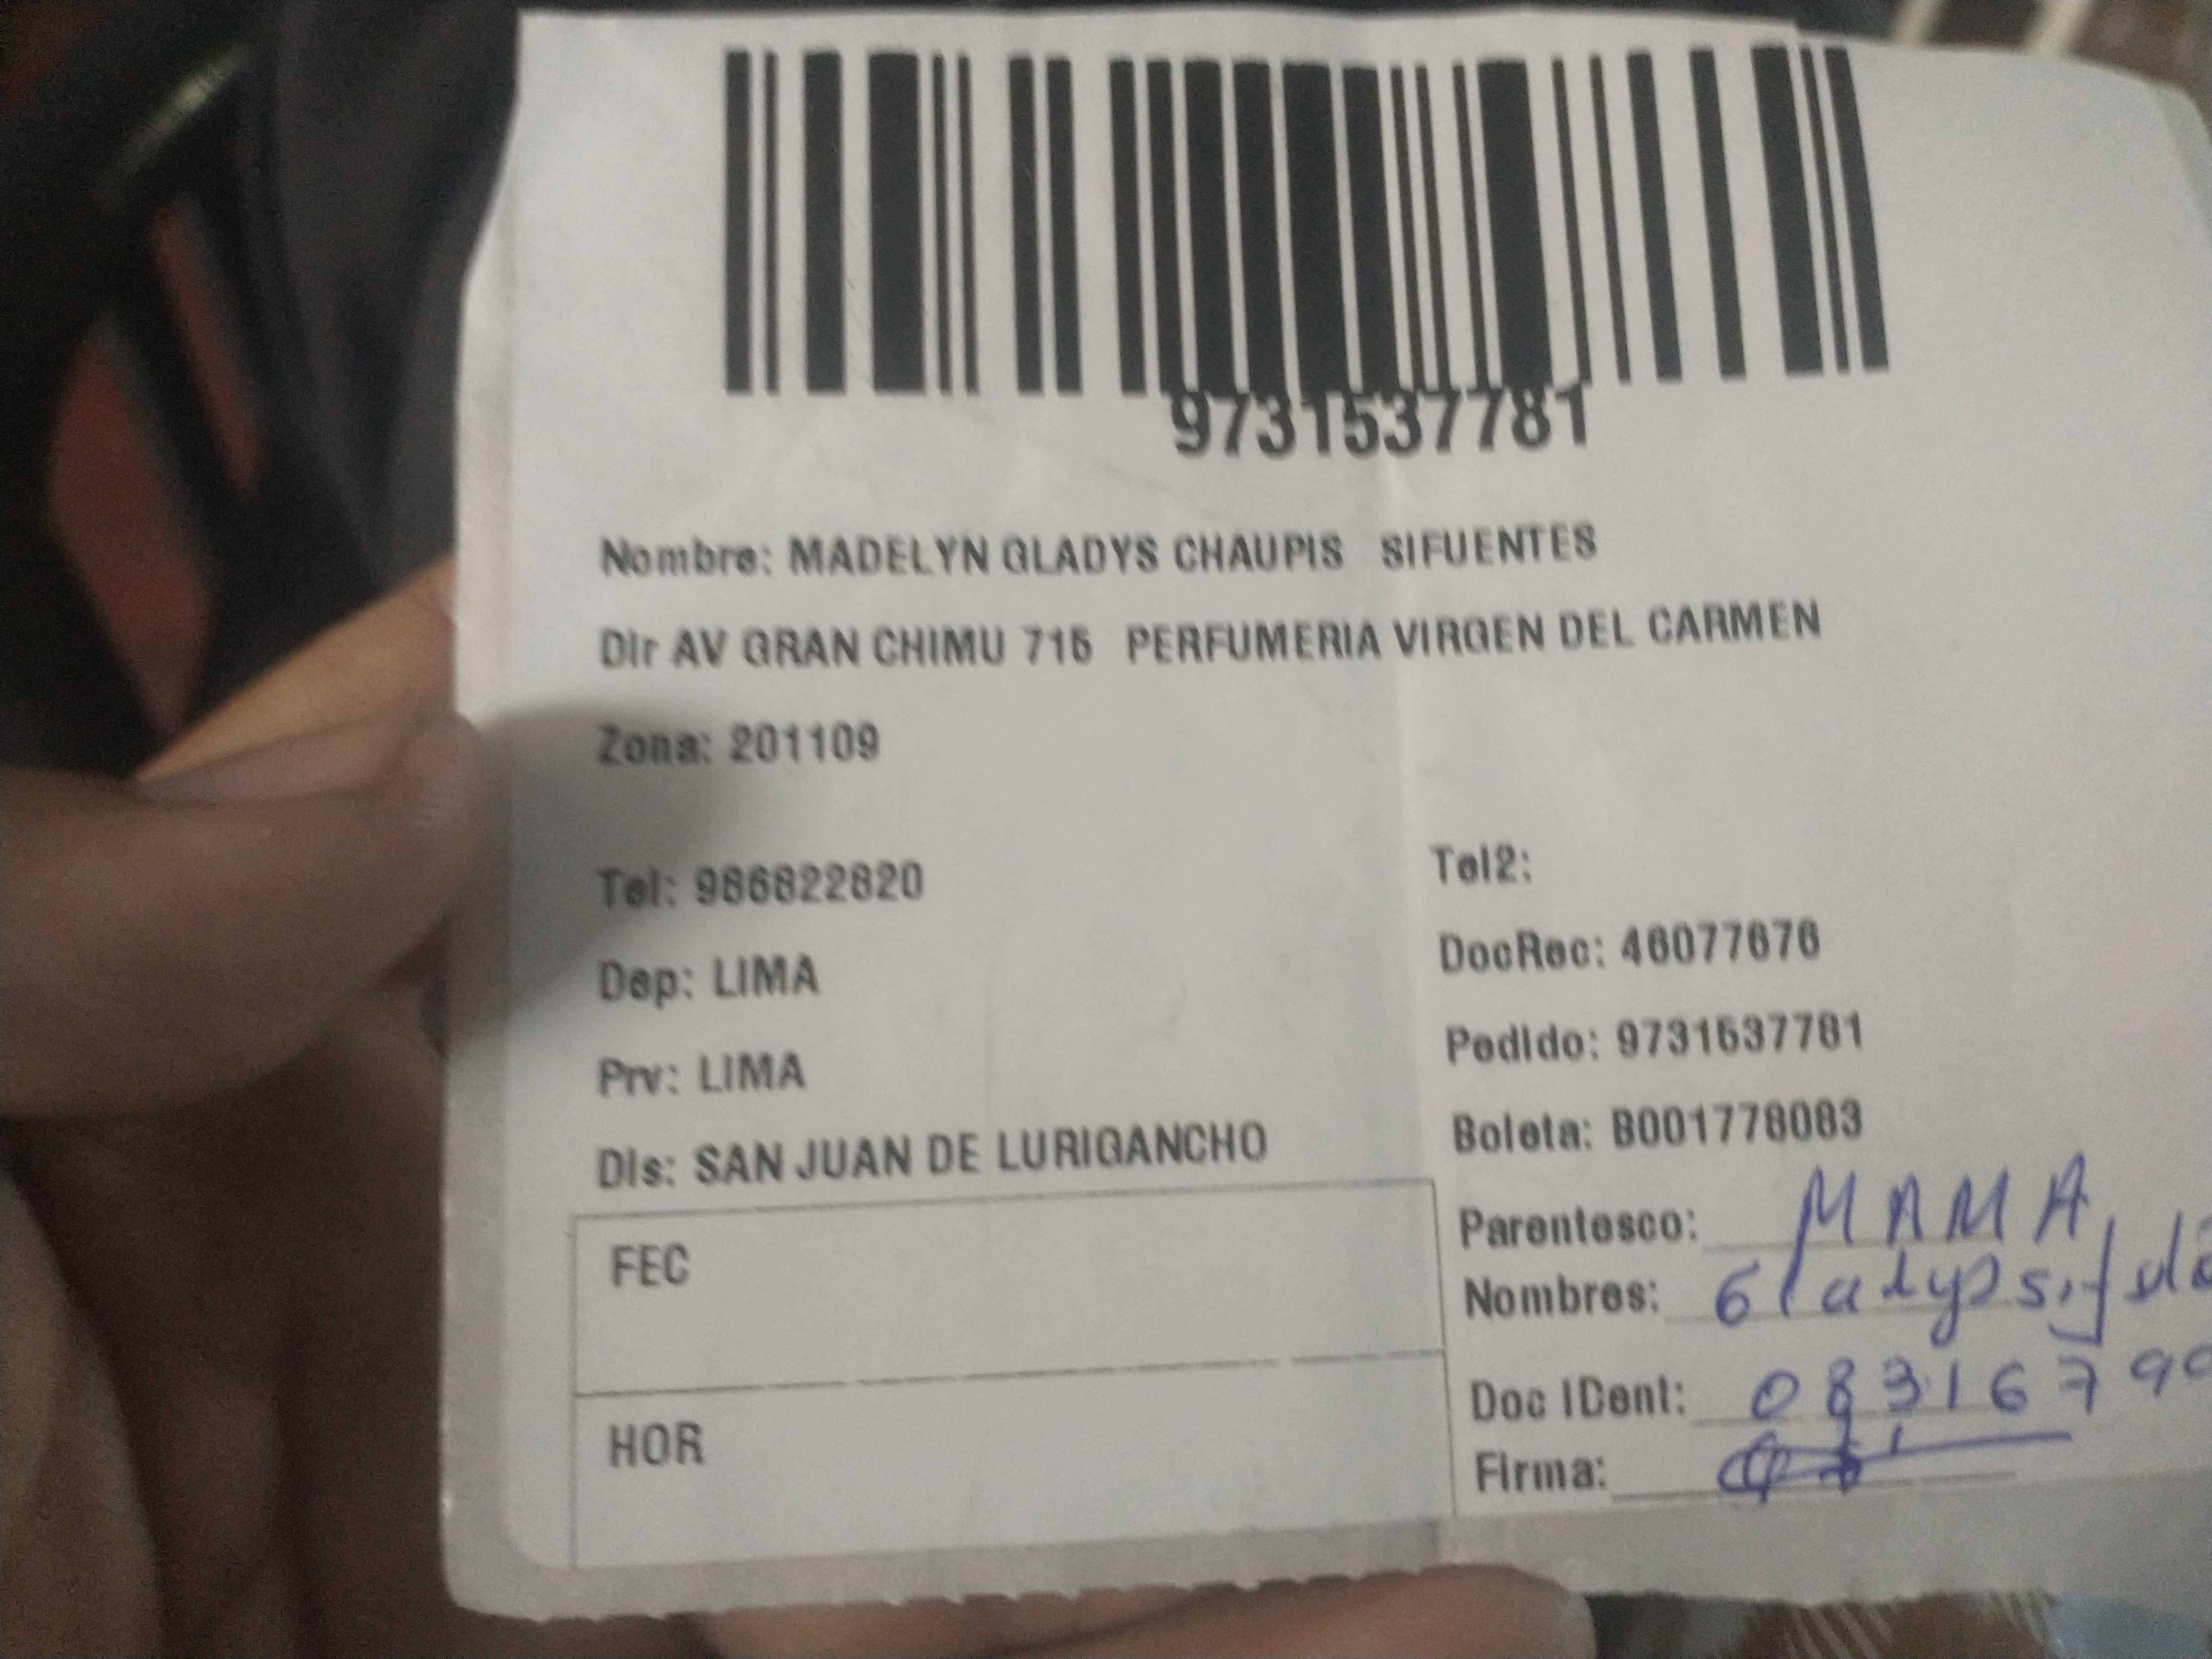 9731537781
Nombre: MADELYN GLADYS CHAUPIS SIFUENTES
Dir AV GRAN CHIMU 715 PERFUMERIA VIRGEN DEL CARMEN
Zona: 201109
Tel: 986822820
Tel2:
DocRec: 46077676
Dep: LIMA
Pedido: 9731537781
Prv: LIMA
Boleta: B001778083
Dis: SAN JUAN DE LURIGANCHO
Parentesco: MAMA
FEC
Nombres: Gladys
Doc IDent: 0831679
HOR
Firma: